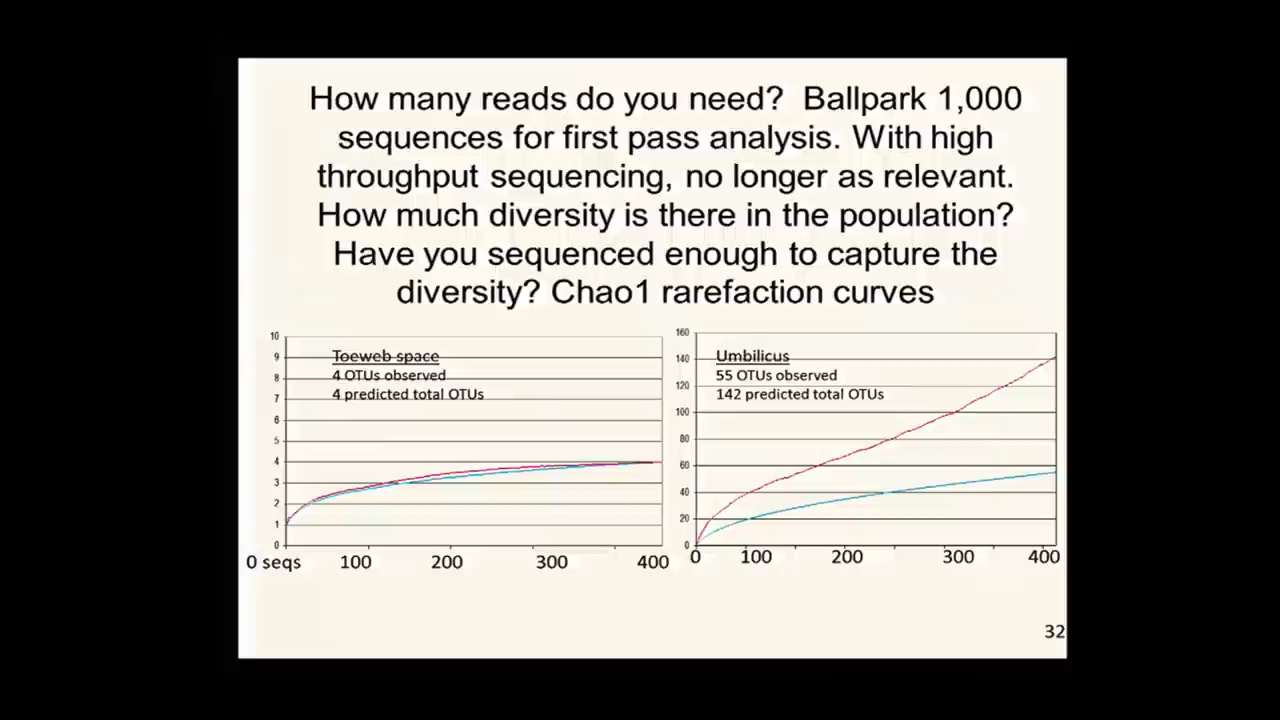 How many reads do you need?  Ballpark 1,000
sequences for first pass analysis. With high
throughput sequencing, no longer as relevant.
How much diversity is there in the population?
Have you sequenced enough to capture the
diversity? Chao1 rarefaction curves
Toeweb space
4 OTUs observed
4 predicted total OTUs
10
9
8
7
6
5
4
3
2
1
0
0 seqs 100 200 300 400
Umbilicus
55 OTUs observed
142 predicted total OTUs
160
140
120
100
80
60
40
20
0
0 100 200 300 400
32